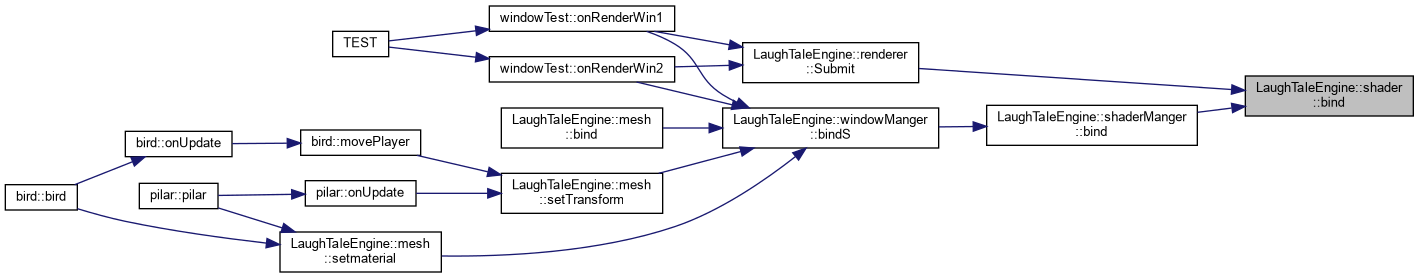 windowTest::onRenderWin1
TEST
LaughTaleEngine::renderer
::Submit
windowTest::onRenderWin2
LaughTaleEngine::shader
::bind
LaughTaleEngine::mesh
::bind
LaughTaleEngine::windowManger
::bindS
LaughTaleEngine::shaderManger
::bind
bird::onUpdate
bird::movePlayer
bird::bird
pilar::pilar
pilar::onUpdate
LaughTaleEngine::mesh
::setTransform
LaughTaleEngine::mesh
::setmaterial